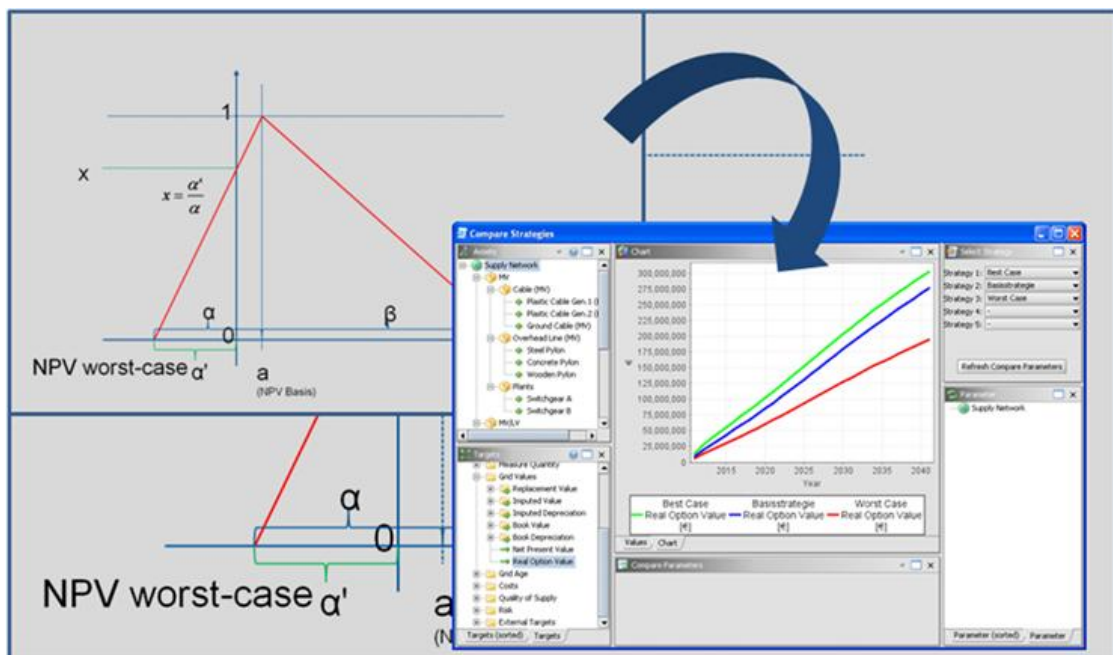 1
x
x = α' / α
α
0
β
NPV worst-case α'
a
(NPV Basis)
α
0
NPV worst-case α'
a
(N
Compare Strategies
Assets
Supply Network
MV
Cable (MV)
Plastic Cable Gen.1 (
Plastic Cable Gen.2 (
Ground Cable (MV)
Overhead Line (MV)
Steel Pylon
Concrete Pylon
Wooden Pylon
Plants
Switchgear A
Switchgear B
MV/LV
Targets
Measure Quantity
Grid Values
Replacement Value
Imputed Value
Imputed Depreciation
Book Value
Book Depreciation
Net Present Value
Real Option Value
Grid Age
Costs
Quality of Supply
Risk
External Targets
Targets (sorted) Targets
Chart
300,000,000
275,000,000
250,000,000
225,000,000
200,000,000
175,000,000
€
150,000,000
125,000,000
100,000,000
75,000,000
50,000,000
25,000,000
0
2015 2020 2025 2030 2035 2040
Year
Best Case Basisstrategie Worst Case
Real Option Value Real Option Value Real Option Value
[€] [€] [€]
Values Chart
Compare Parameters
Select Strategy
Strategy 1: Best Case
Strategy 2: Basisstrategie
Strategy 3: Worst Case
Strategy 4: -
Strategy 5: -
Refresh Compare Parameters
Parameter
Supply Network
Parameter (sorted) Parameter